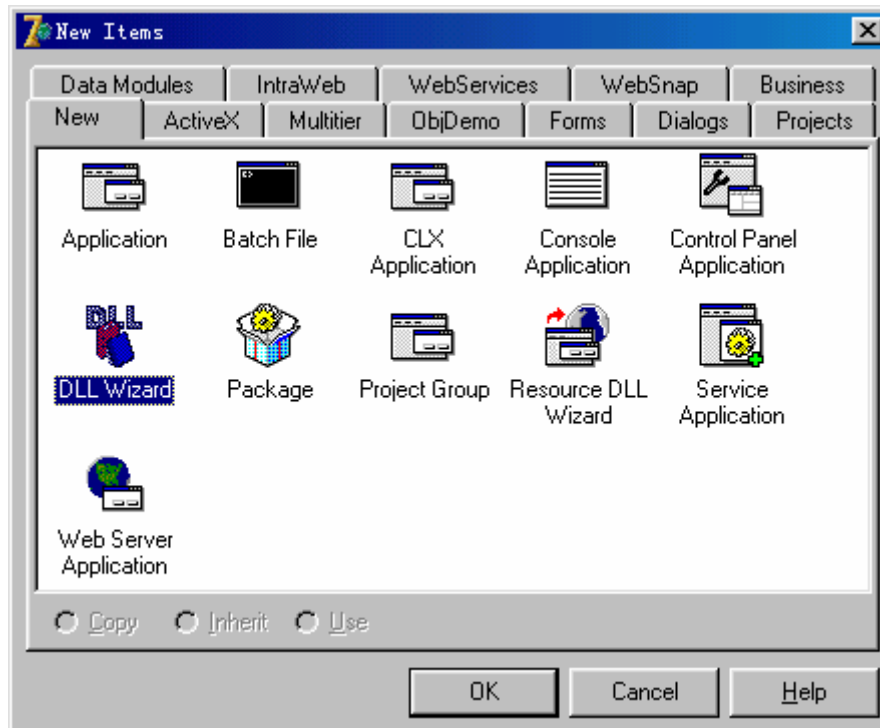 New Items
Data Modules IntraWeb WebServices WebSnap Business
New ActiveX Multitier ObjDemo Forms Dialogs Projects
Application Batch File CLX Application Console Application Control Panel Application
DLL Wizard Package Project Group Resource DLL Wizard Service Application
Web Server Application
Copy Inherit Use
OK Cancel Help